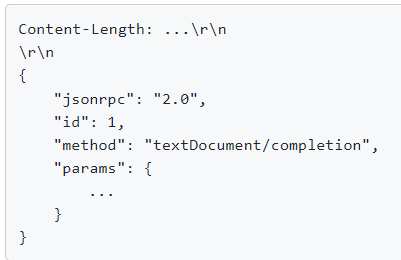 Content-Length: ...\r\n
\r\n
{
    "jsonrpc": "2.0",
    "id": 1,
    "method": "textDocument/completion",
    "params": {
        ...
    }
}